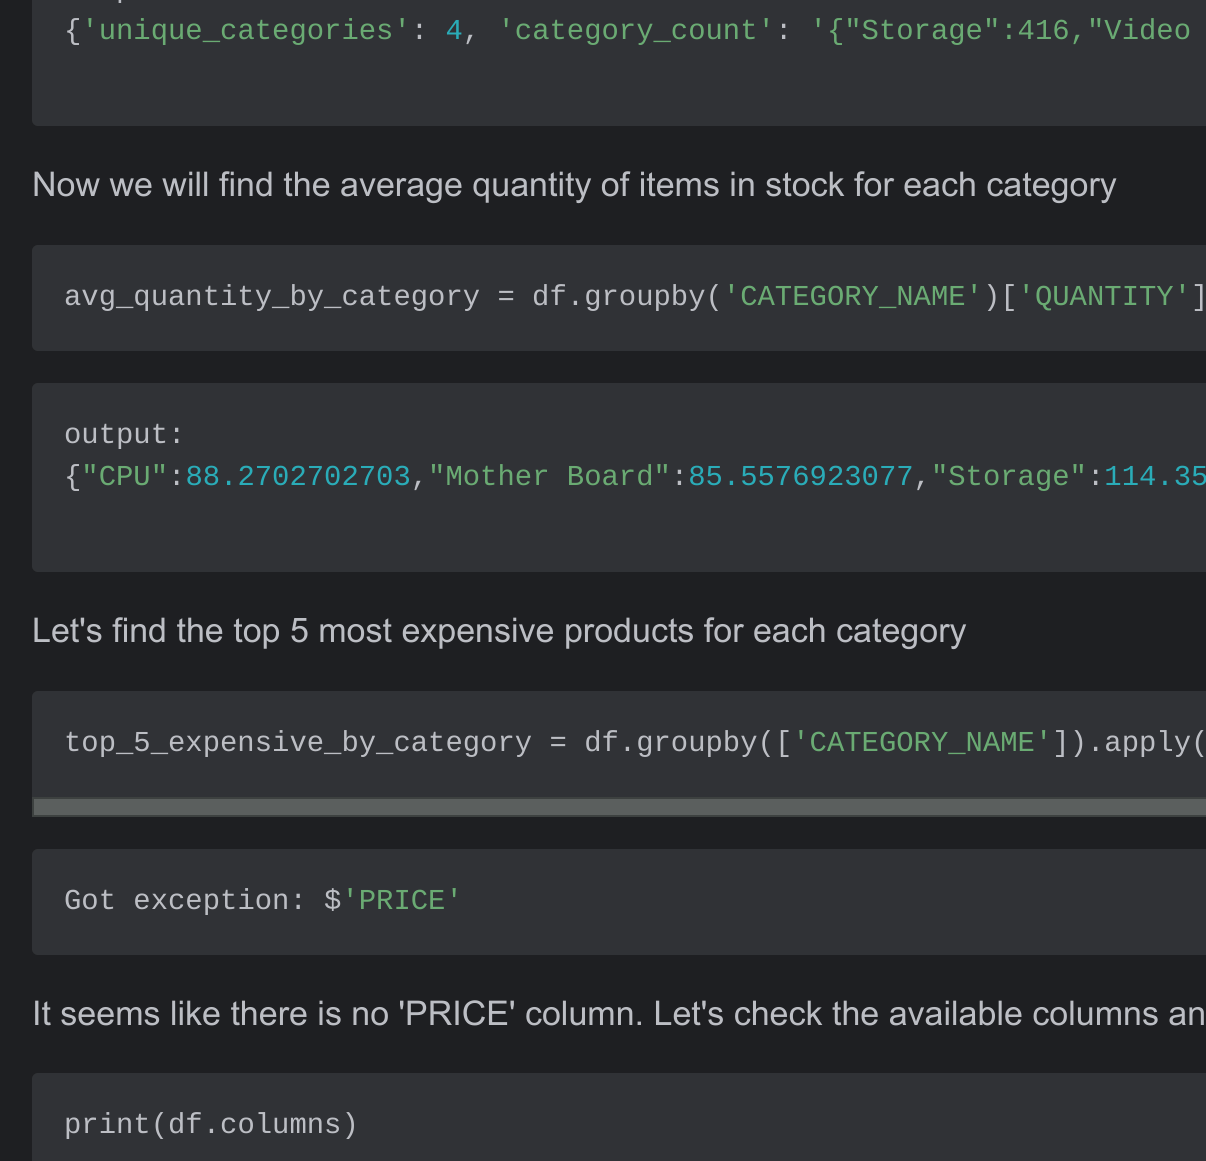 {'unique_categories': 4, 'category_count': '{"Storage":416,"Video
Now we will find the average quantity of items in stock for each category
avg_quantity_by_category = df.groupby('CATEGORY_NAME')['QUANTITY']
output:
{"CPU":88.2702702703,"Mother Board":85.5576923077,"Storage":114.35
Let's find the top 5 most expensive products for each category
top_5_expensive_by_category = df.groupby(['CATEGORY_NAME']).apply(
Got exception: $'PRICE'
It seems like there is no 'PRICE' column. Let's check the available columns an
print(df.columns)